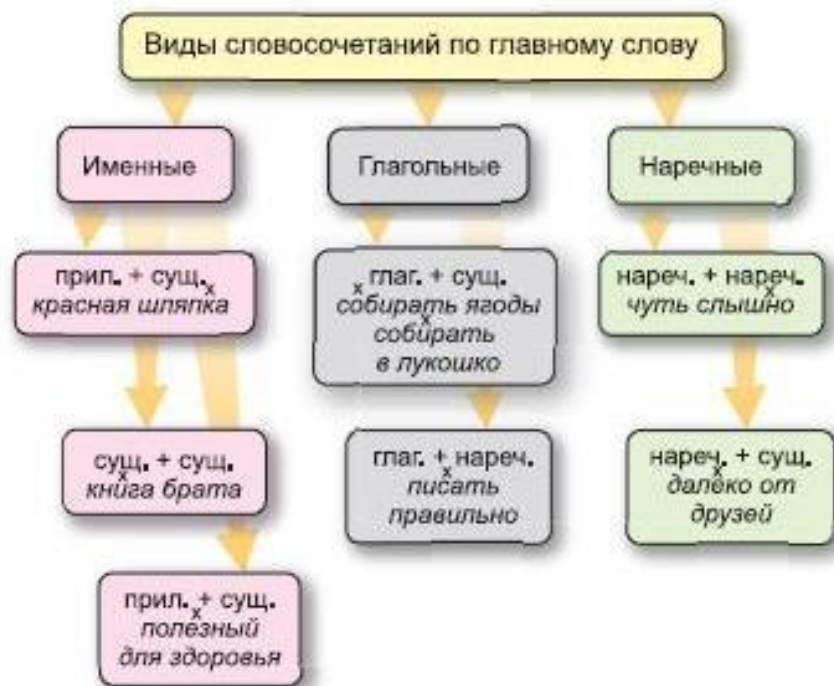 Виды словосочетаний по главному слову
Именные
Глагольные
Наречные
прил. + сущ.
x
красная шляпка
глаг. + сущ.
x
собирать ягоды
x
собирать
в лукошко
нареч. + нареч.
x
чуть слышно
сущ. + сущ.
x
книга брата
глаг. + нареч.
x
писать
правильно
нареч. + сущ.
x
далёко от
друзей
прил. + сущ.
x
полезный
для здоровья